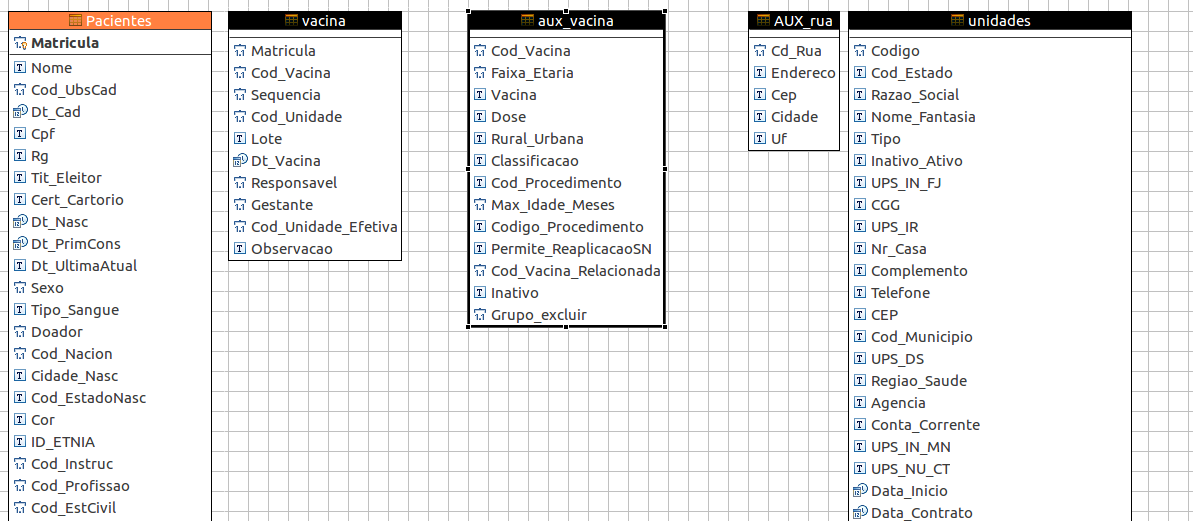 Pacientes
Matricula
Nome
Cod_UbsCad
Dt_Cad
Cpf
Rg
Tit_Eleitor
Cert_Cartorio
Dt_Nasc
Dt_PrimCons
Dt_UltimaAtual
Sexo
Tipo_Sangue
Doador
Cod_Nacion
Cidade_Nasc
Cod_EstadoNasc
Cor
ID_ETNIA
Cod_Instruc
Cod_Profissao
Cod_EstCivil
vacina
Matricula
Cod_Vacina
Sequencia
Cod_Unidade
Lote
Dt_Vacina
Responsavel
Gestante
Cod_Unidade_Efetiva
Observacao
aux_vacina
Cod_Vacina
Faixa_Etaria
Vacina
Dose
Rural_Urbana
Classificacao
Cod_Procedimento
Max_Idade_Meses
Codigo_Procedimento
Permite_ReaplicacaoSN
Cod_Vacina_Relacionada
Inativo
Grupo_excluir
AUX_rua
Cd_Rua
Endereco
Cep
Cidade
Uf
unidades
Codigo
Cod_Estado
Razao_Social
Nome_Fantasia
Tipo
Inativo_Ativo
UPS_IN_FJ
CGG
UPS_IR
Nr_Casa
Complemento
Telefone
CEP
Cod_Municipio
UPS_DS
Regiao_Saude
Agencia
Conta_Corrente
UPS_IN_MN
UPS_NU_CT
Data_Inicio
Data_Contrato